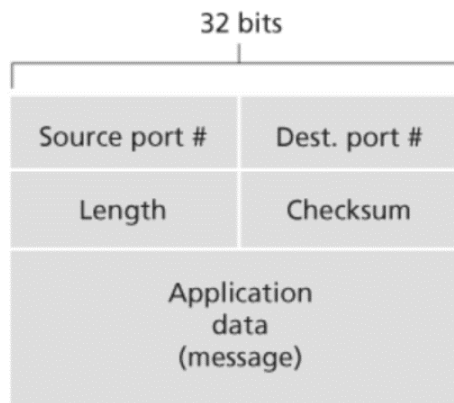 32 bits
Source port # Dest. port #
Length Checksum
Application
data
(message)